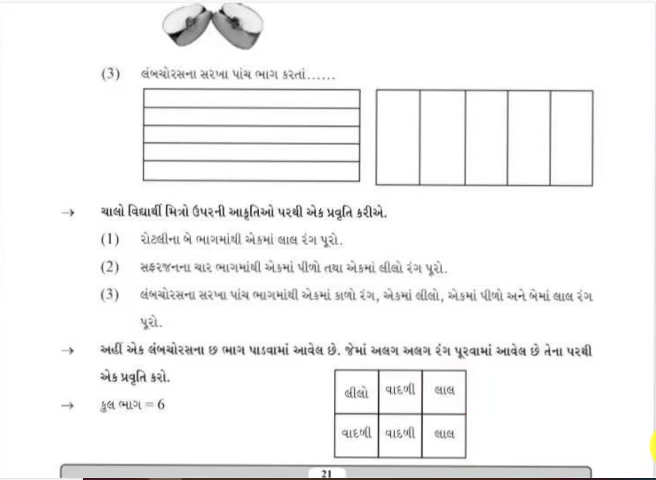 (3) લંબચોરસના સરખા પાંચ ભાગ કરતાં......
→ ચાલો વિદ્યાર્થી મિત્રો ઉપરની આકૃતિઓ પરથી એક પ્રવૃતિ કરીએ.
(1) રોટલીના બે ભાગમાંથી એકમાં લાલ રંગ પૂરો.
(2) સફરજનના ચાર ભાગમાંથી એકમાં પીળો તથા એકમાં લીલો રંગ પૂરો.
(3) લંબચોરસના સરખા પાંચ ભાગમાંથી એકમાં કાળો રંગ, એકમાં લીલો, એકમાં પીળો અને બેમાં લાલ રંગ
પૂરો.
→ અહીં એક લંબચોરસના છ ભાગ પાડવામાં આવેલ છે. જેમાં અલગ અલગ રંગ પૂરવામાં આવેલ છે તેના પરથી
એક પ્રવૃતિ કરો.
લીલો વાદળી લાલ
→ કુલ ભાગ = 6
વાદળી વાદળી લાલ
21